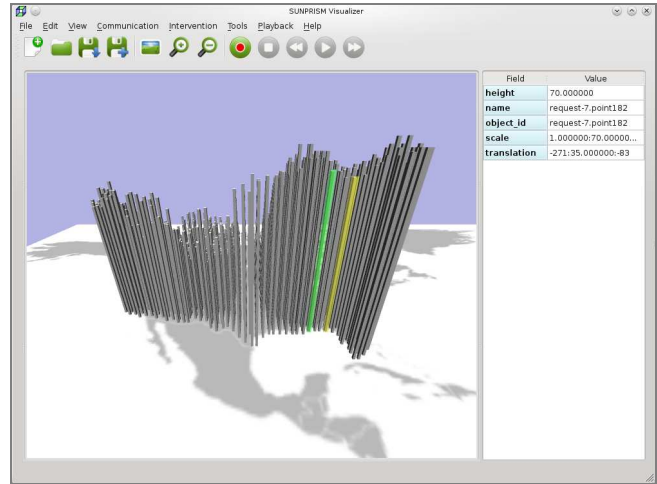 SUNPRISM Visualizer
File Edit View Communication Intervention Tools Playback Help
Field Value
height 70.000000
name request-7.point182
object_id request-7.point182
scale 1.000000:70.00000...
translation -271:35.000000:-83